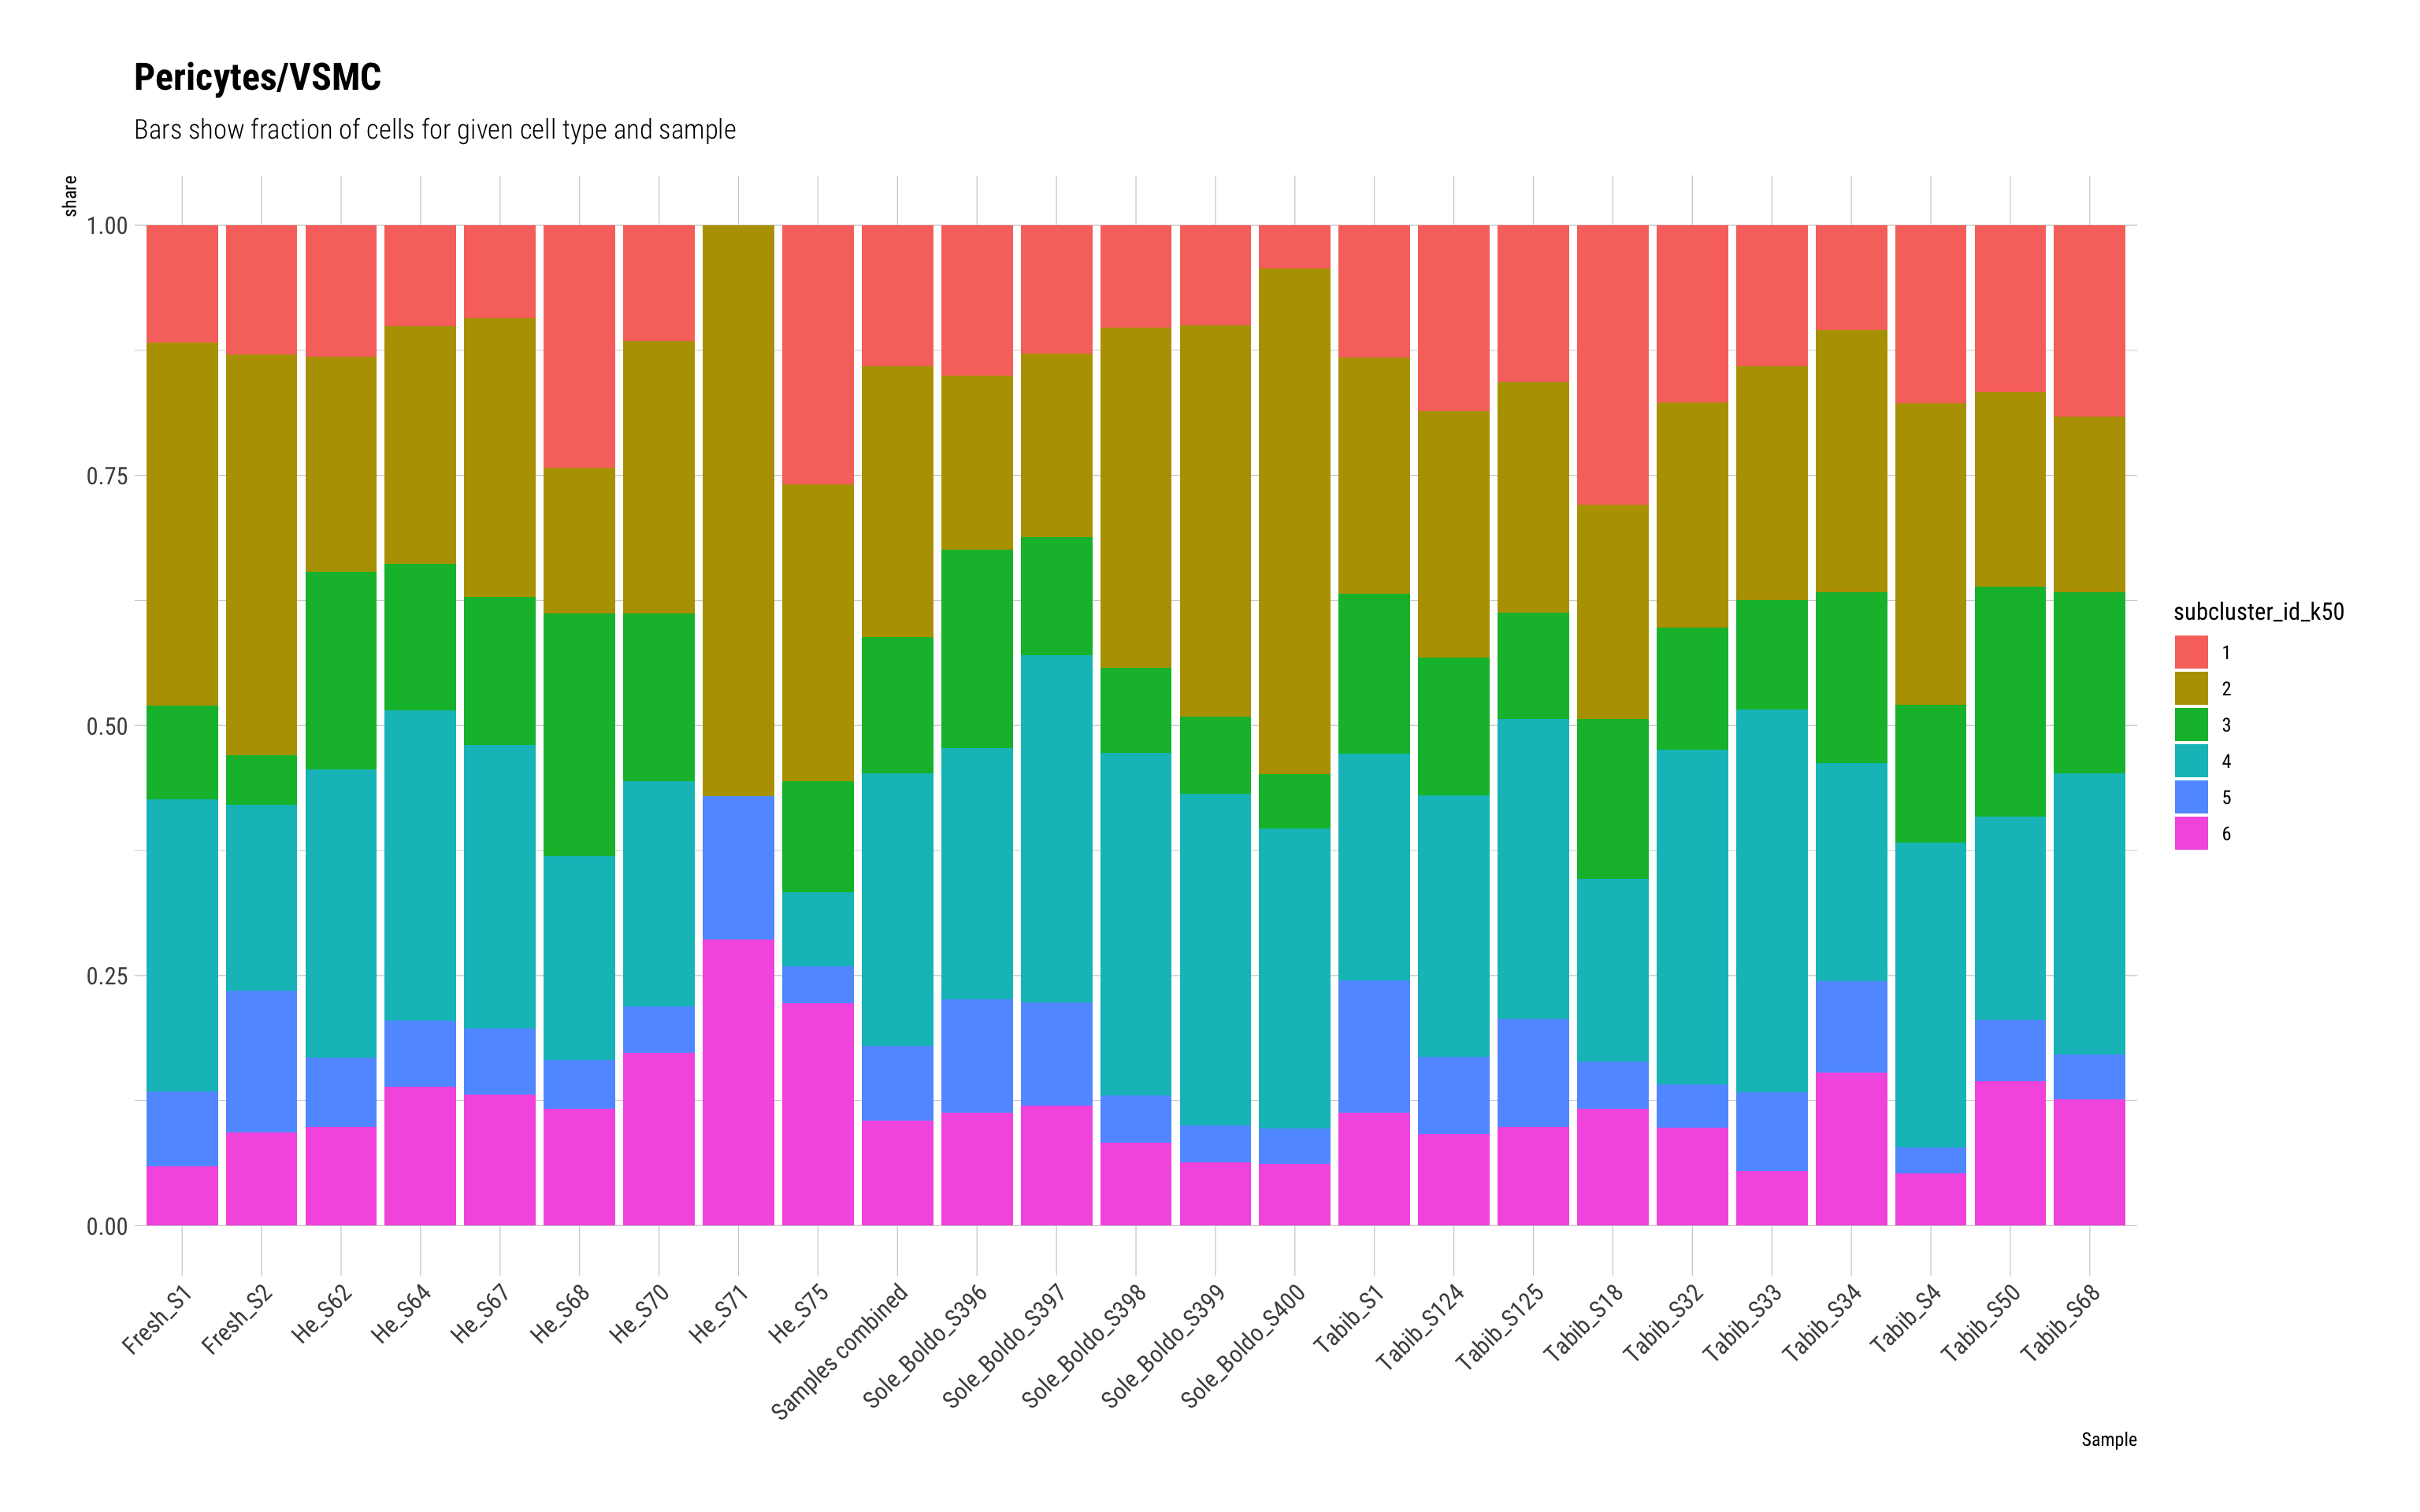 Pericytes/VSMC
Bars show fraction of cells for given cell type and sample
share
1.00
0.75
0.50
0.25
0.00
Fresh_S1
Fresh_S2
He_S62
He_S64
He_S67
He_S68
He_S70
He_S71
He_S75
Samples combined
Sole_Boldo_S396
Sole_Boldo_S397
Sole_Boldo_S398
Sole_Boldo_S399
Sole_Boldo_S400
Tabib_S1
Tabib_S124
Tabib_S125
Tabib_S18
Tabib_S32
Tabib_S33
Tabib_S34
Tabib_S4
Tabib_S50
Tabib_S68
Sample
subcluster_id_k50
1
2
3
4
5
6